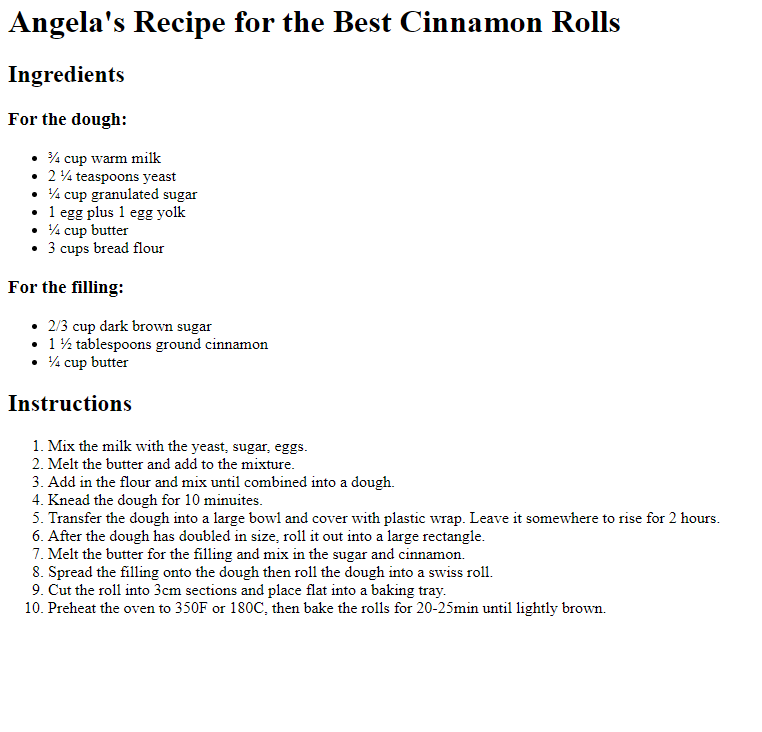 Angela's Recipe for the Best Cinnamon Rolls
Ingredients
For the dough:
• ¾ cup warm milk
• 2 ¼ teaspoons yeast
• ¼ cup granulated sugar
• 1 egg plus 1 egg yolk
• ¼ cup butter
• 3 cups bread flour
For the filling:
• 2/3 cup dark brown sugar
• 1 ½ tablespoons ground cinnamon
• ¼ cup butter
Instructions
1. Mix the milk with the yeast, sugar, eggs.
2. Melt the butter and add to the mixture.
3. Add in the flour and mix until combined into a dough.
4. Knead the dough for 10 minuites.
5. Transfer the dough into a large bowl and cover with plastic wrap. Leave it somewhere to rise for 2 hours.
6. After the dough has doubled in size, roll it out into a large rectangle.
7. Melt the butter for the filling and mix in the sugar and cinnamon.
8. Spread the filling onto the dough then roll the dough into a swiss roll.
9. Cut the roll into 3cm sections and place flat into a baking tray.
10. Preheat the oven to 350F or 180C, then bake the rolls for 20-25min until lightly brown.